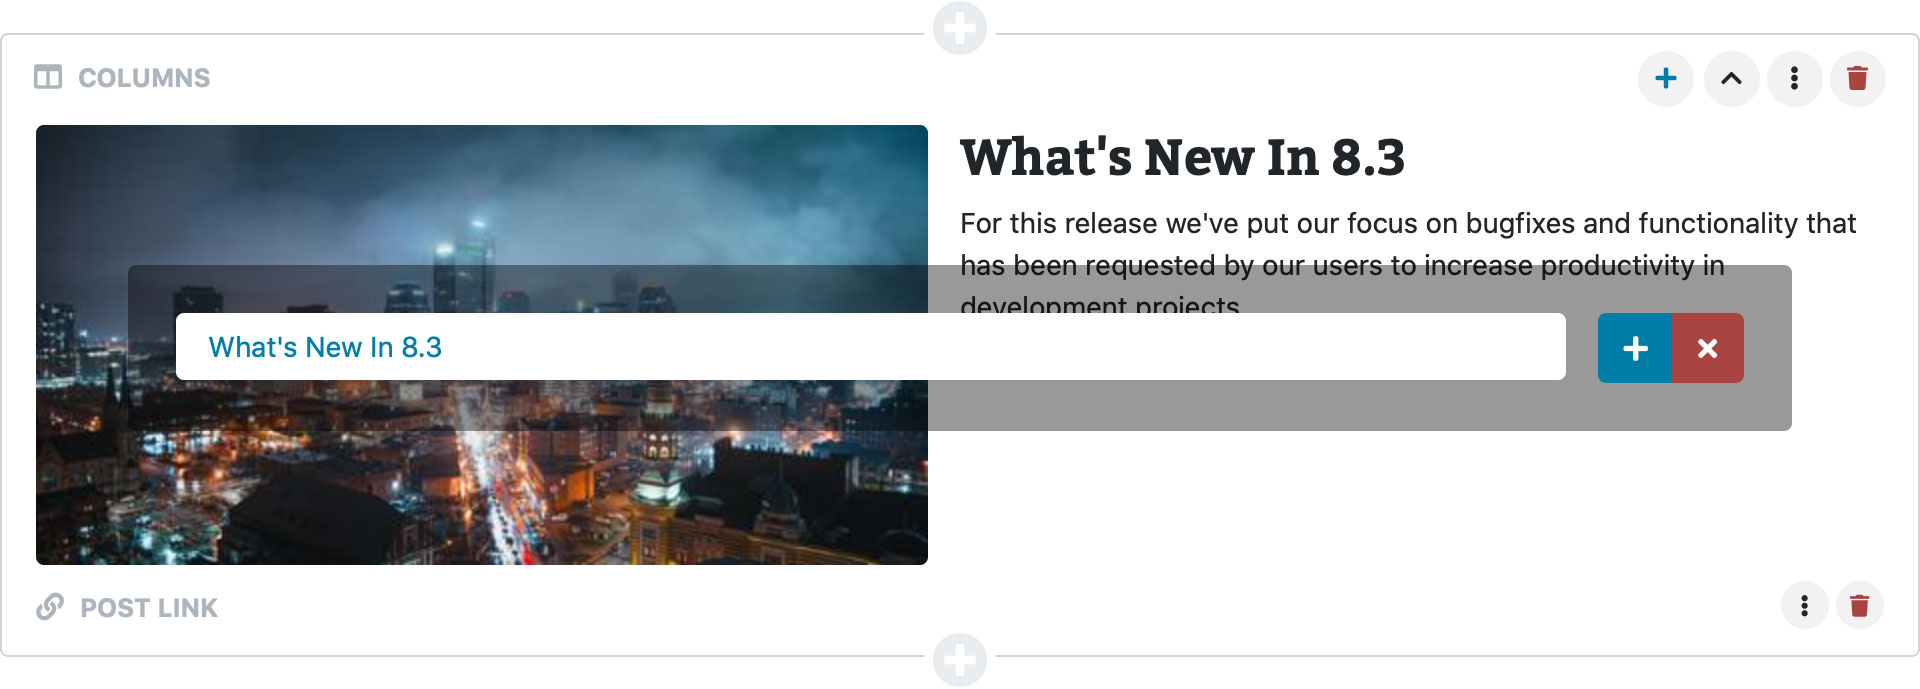 COLUMNS
What's New In 8.3
For this release we've put our focus on bugfixes and functionality that
has been requested by our users to increase productivity in
development projects
What's New In 8.3
POST LINK